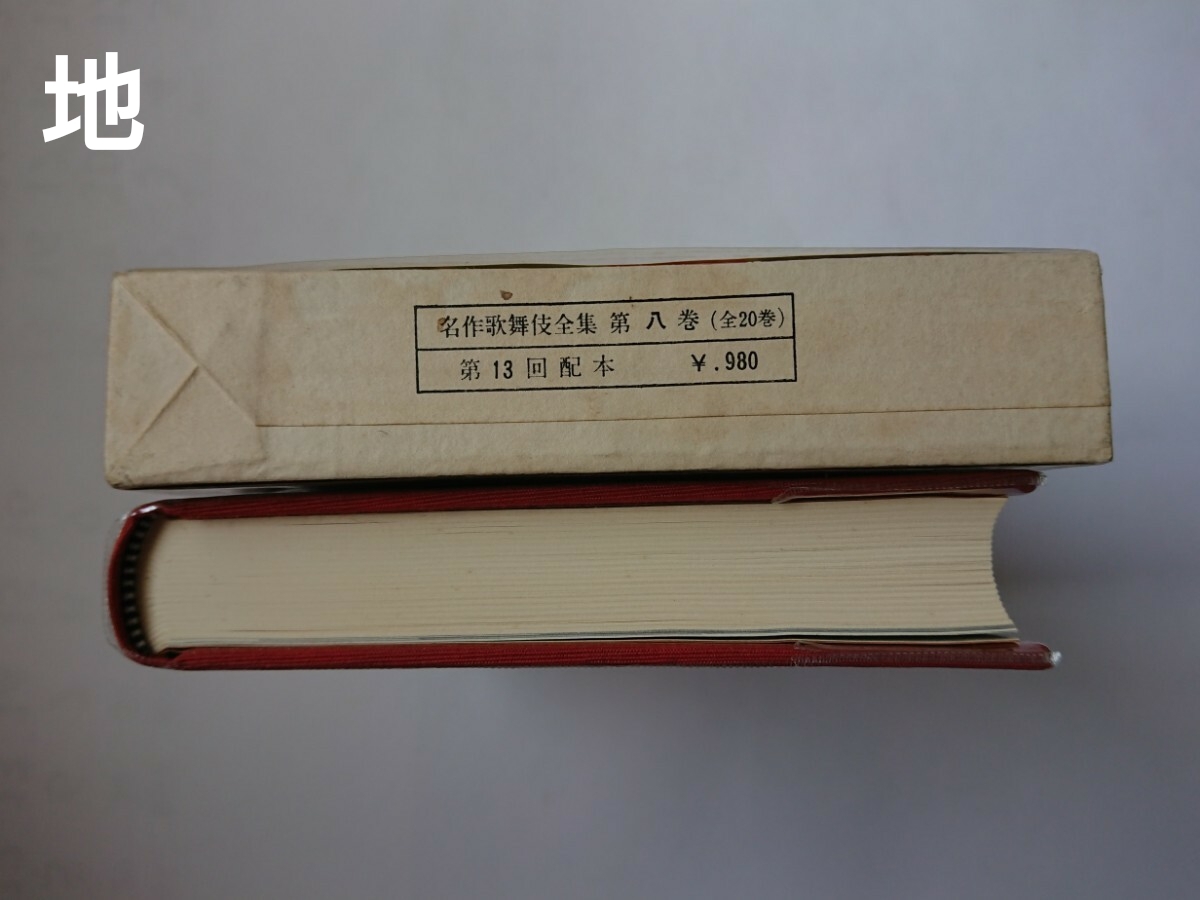 地
名作歌舞伎全集 第 八 巻 (全20巻)
第 13 回 配 本 ¥.980